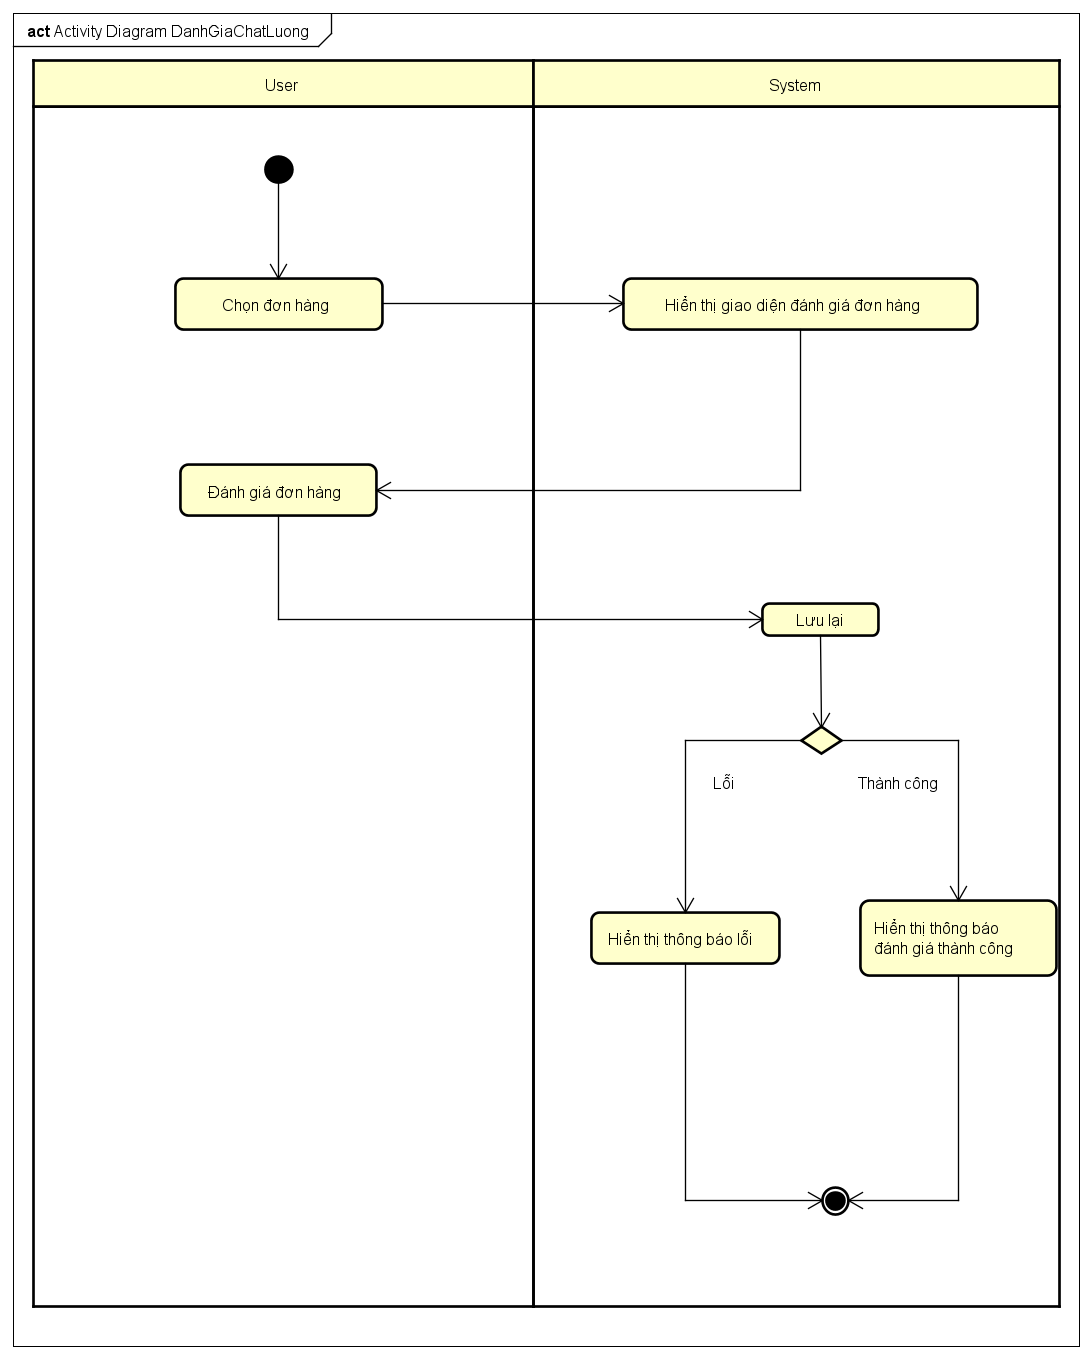 act Activity Diagram DanhGiaChatLuong
User
System
Chọn đơn hàng
Hiển thị giao diện đánh giá đơn hàng
Đánh giá đơn hàng
Lưu lại
Lỗi
Thành công
Hiển thị thông báo lỗi
Hiển thị thông báo
đánh giá thành công